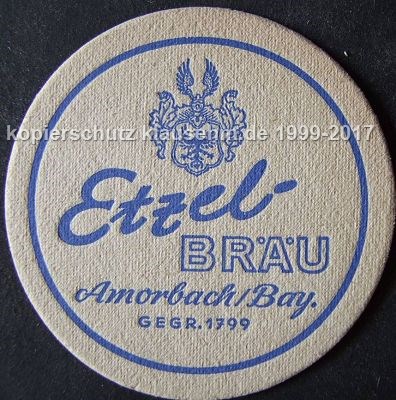 kopierschutz klausehm.de 1999-2017
Etzel-
BRÄU
Amorbach/Bay.
GEGR.1799